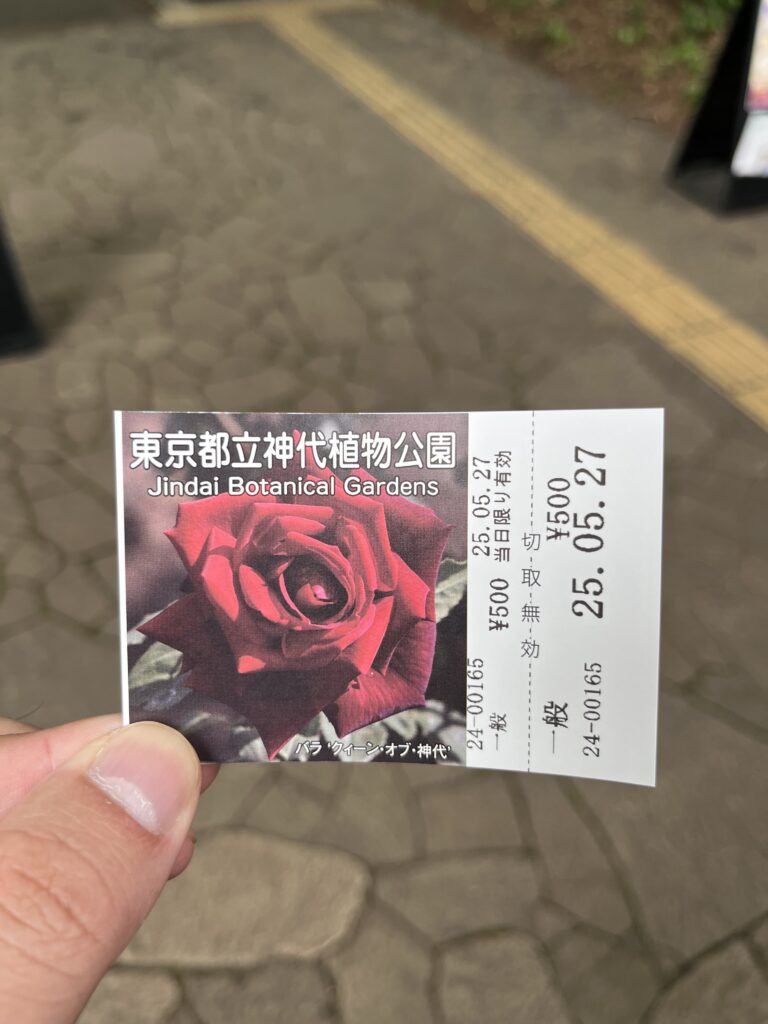 東京都立神代植物公園
Jindai Botanical Gardens
バラ 'クィーン・オブ・神代'
24-00165 25.05.27
一般 ¥500 当日限り有効
切取無効
一般 ¥500
24-00165 25.05.27